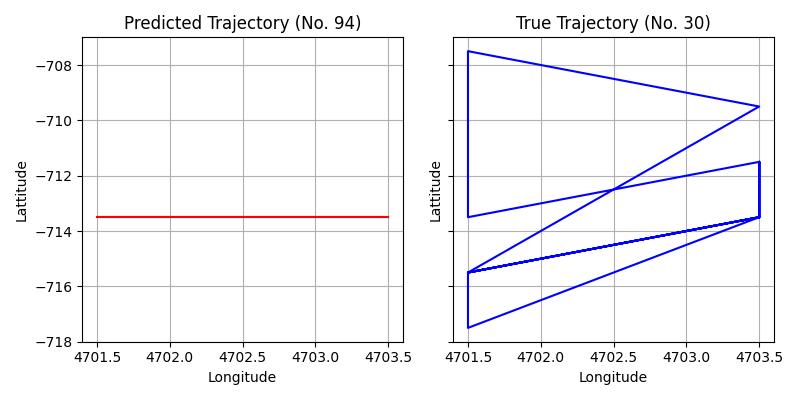 Predicted Trajectory (No. 94)
True Trajectory (No. 30)
−708
−710
−712
−714
−716
−718
Lattitude
Lattitude
4701.5 4702.0 4702.5 4703.0 4703.5
4701.5 4702.0 4702.5 4703.0 4703.5
Longitude
Longitude